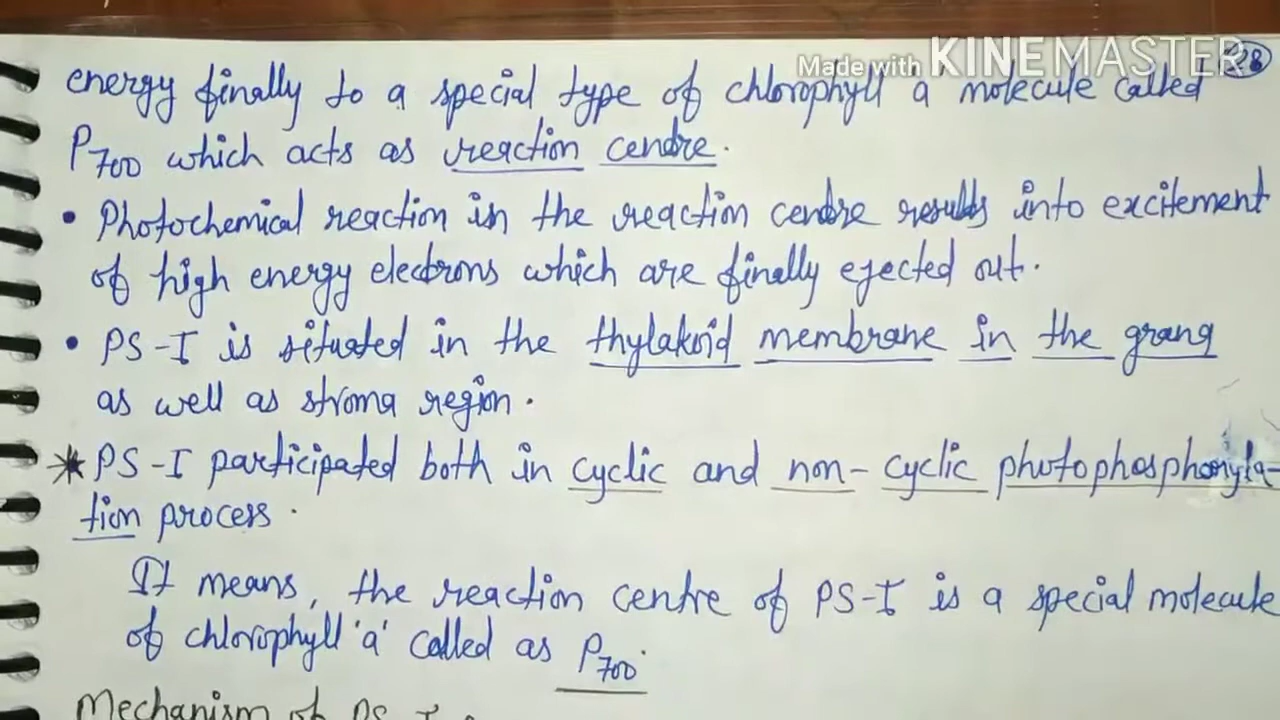 Made with KINEMASTER
energy finally to a special type of chlorophyll 'a' molecule called
P700 which acts as reaction centre.
• Photochemical reaction in the reaction centre results into excitement
of high energy electrons which are finally ejected out.
• PS-I is situated in the thylakoid membrane in the grana
as well as stroma region.
* PS-I participated both in cyclic and non-cyclic photophosphoryla-
tion process.
It means, the reaction centre of PS-I is a special molecule
of chlorophyll 'a' called as P700.
Mechanism of PS-I :